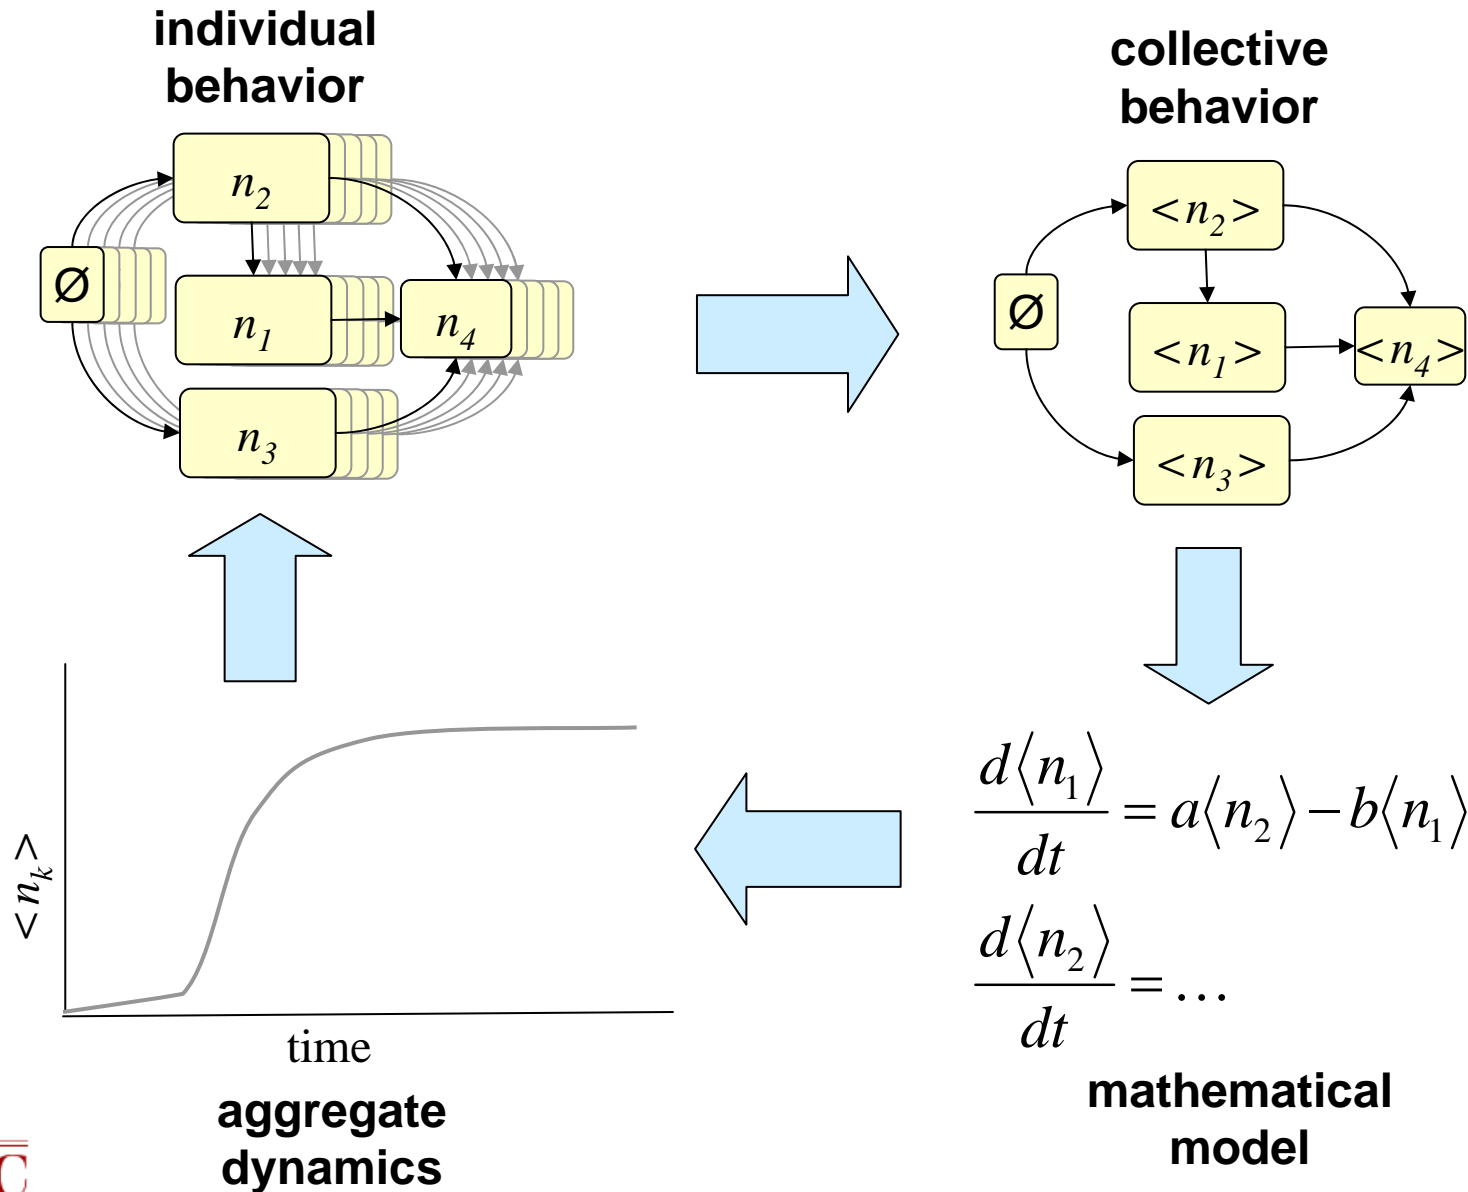 individual
behavior
n2
Ø
n1
n4
n3
collective
behavior
<n2>
Ø
<n1>
<n4>
<n3>
<nk>
time
aggregate
dynamics
d⟨n1⟩/dt = a⟨n2⟩ − b⟨n1⟩
d⟨n2⟩/dt = …
mathematical
model
C